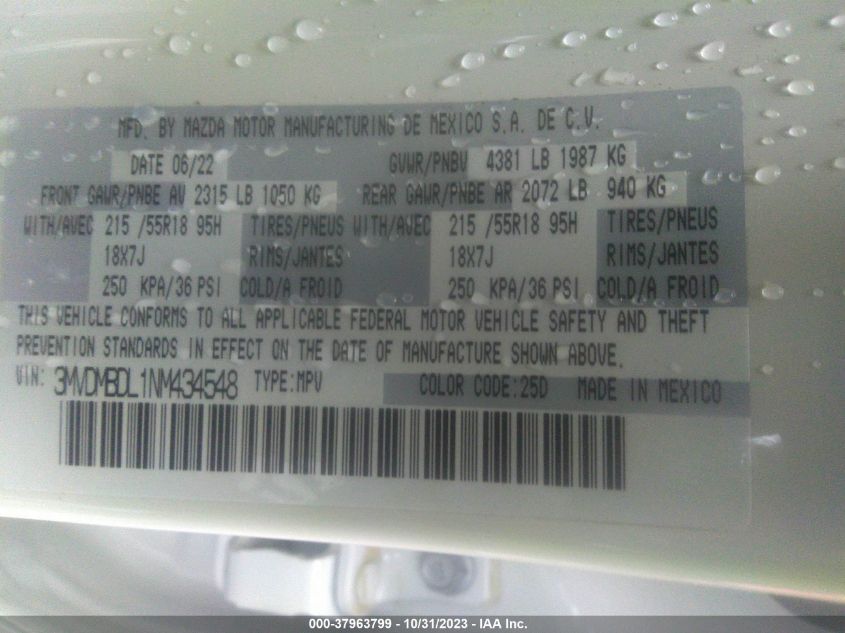 MFD. BY MAZDA MOTOR MANUFACTURING DE MEXICO S.A. DE C.V.
DATE 06/22 GVWR/PNBV 4381 LB 1987 KG
FRONT GAWR/PNBE AV 2315 LB 1050 KG REAR GAWR/PNBE AR 2072 LB 940 KG
WITH/AVEC 215 /55R18 95H TIRES/PNEUS WITH/AVEC 215 /55R18 95H TIRES/PNEUS
18X7J RIMS/JANTES 18X7J RIMS/JANTES
250 KPA/36 PSI COLD/A FROID 250 KPA/36 PSI COLD/A FROID
THIS VEHICLE CONFORMS TO ALL APPLICABLE FEDERAL MOTOR VEHICLE SAFETY AND THEFT
PREVENTION STANDARDS IN EFFECT ON THE DATE OF MANUFACTURE SHOWN ABOVE.
VIN: 3MVDMBDL1NM434548 TYPE:MPV COLOR CODE:25D MADE IN MEXICO
000-37963799 - 10/31/2023 - IAA Inc.